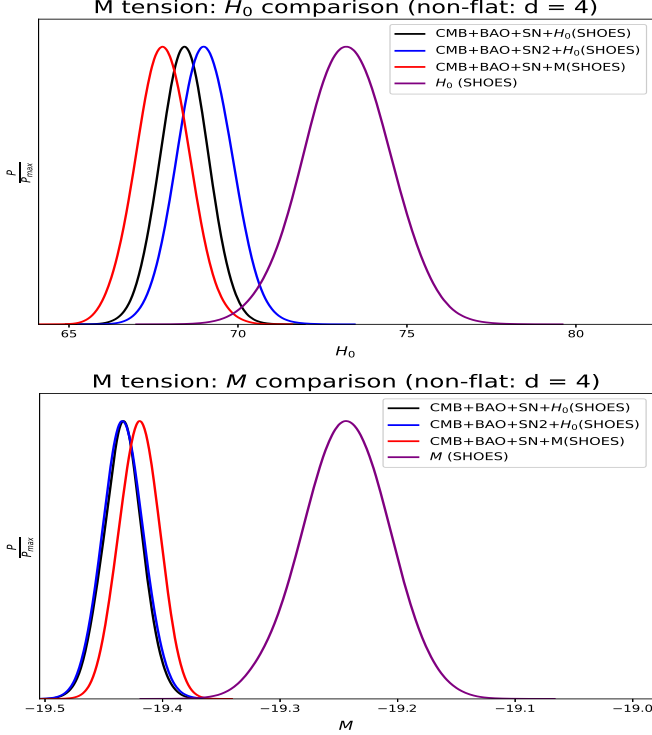 M tension: H₀ comparison (non-flat: d = 4)
CMB+BAO+SN+H₀(SHOES)
CMB+BAO+SN2+H₀(SHOES)
CMB+BAO+SN+M(SHOES)
H₀ (SHOES)
P/Pmax
65 70 75 80
H₀
M tension: M comparison (non-flat: d = 4)
CMB+BAO+SN+H₀(SHOES)
CMB+BAO+SN2+H₀(SHOES)
CMB+BAO+SN+M(SHOES)
M (SHOES)
P/Pmax
−19.5 −19.4 −19.3 −19.2 −19.1 −19.0
M